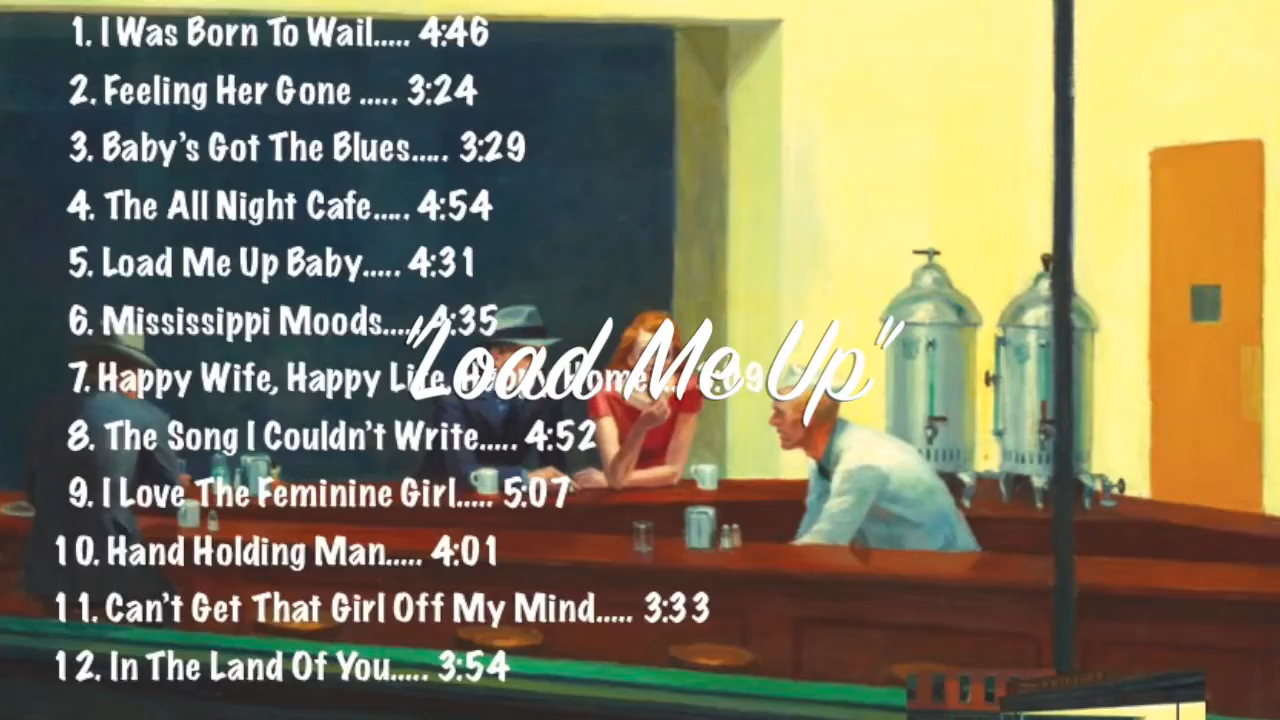 1. I Was Born To Wail..... 4:46
2. Feeling Her Gone ..... 3:24
3. Baby's Got The Blues..... 3:29
4. The All Night Cafe..... 4:54
5. Load Me Up Baby..... 4:31
6. Mississippi Moods..... 4:35
"Load Me Up"
7. Happy Wife, Happy Life, Happy Home.....
8. The Song I Couldn't Write..... 4:52
9. I Love The Feminine Girl..... 5:07
10. Hand Holding Man..... 4:01
11. Can't Get That Girl Off My Mind..... 3:33
12. In The Land Of You..... 3:54